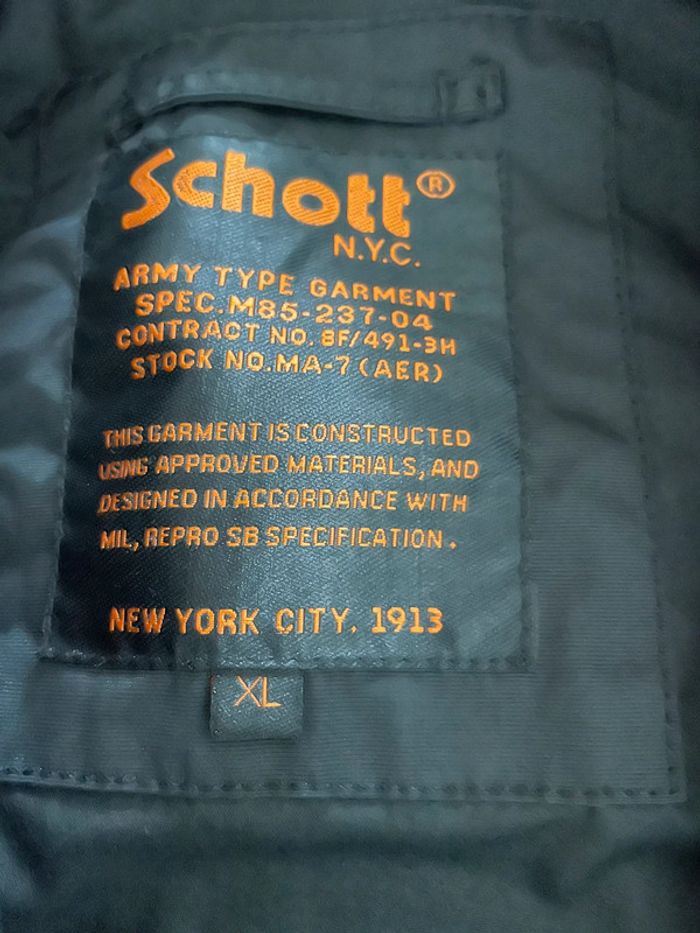 Schott®
N.Y.C.
ARMY TYPE GARMENT
SPEC.M85-237-04
CONTRACT NO. 8F/491-3H
STOCK NO.MA-7 (AER)
THIS GARMENT IS CONSTRUCTED
USING APPROVED MATERIALS, AND
DESIGNED IN ACCORDANCE WITH
MIL, REPRO SB SPECIFICATION.
NEW YORK CITY. 1913
XL